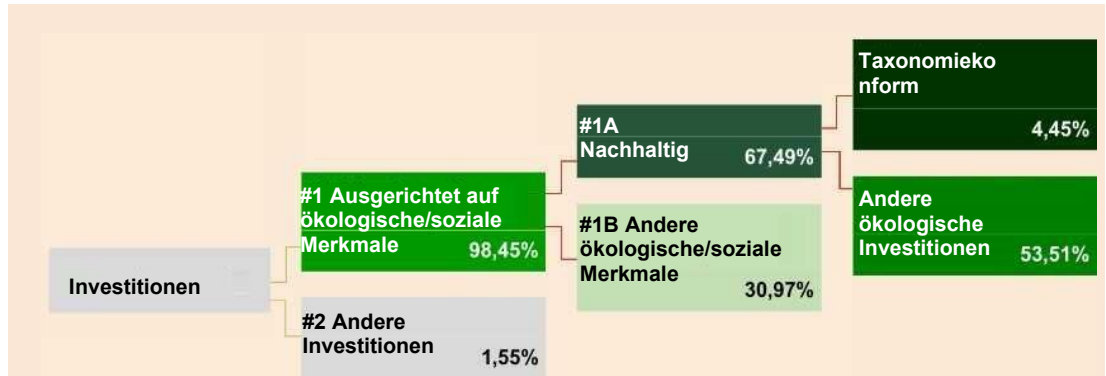 Taxonomieko
nform
4,45%
#1A
Nachhaltig
67,49%
#1 Ausgerichtet auf
ökologische/soziale
Merkmale
98,45%
Andere
ökologische
Investitionen
53,51%
#1B Andere
ökologische/soziale
Merkmale
30,97%
Investitionen
#2 Andere
Investitionen
1,55%